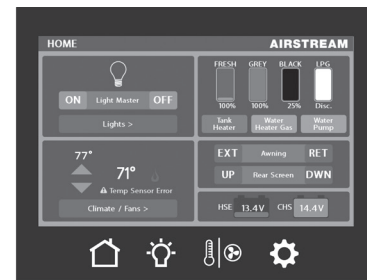 HOME AIRSTREAM
ON Light Master OFF
Lights >
77°
71°
Temp Sensor Error
Climate / Fans >
FRESH GREY BLACK LPG
100% 100% 25% Disc.
Tank Heater
Water Heater Gas
Water Pump
EXT Awning RET
UP Rear Screen DWN
HSE 13.4V CHS 14.4V